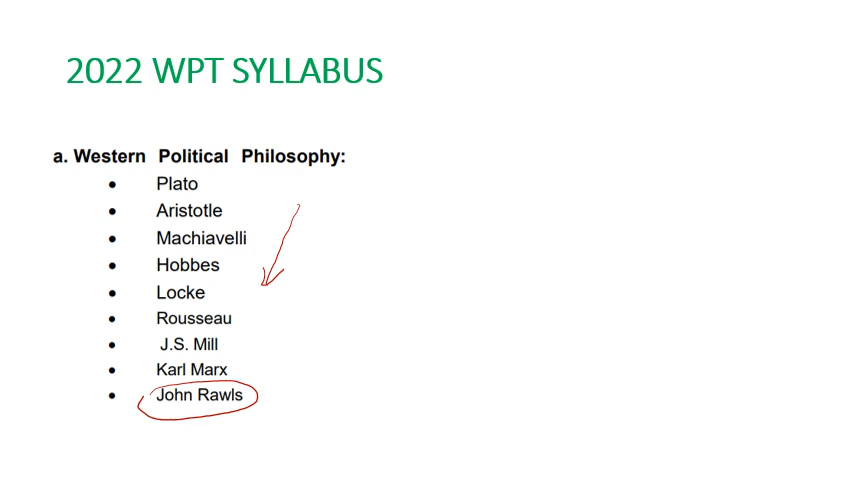 2022 WPT SYLLABUS
a. Western Political Philosophy:
• Plato
• Aristotle
• Machiavelli
• Hobbes
• Locke
• Rousseau
• J.S. Mill
• Karl Marx
• John Rawls